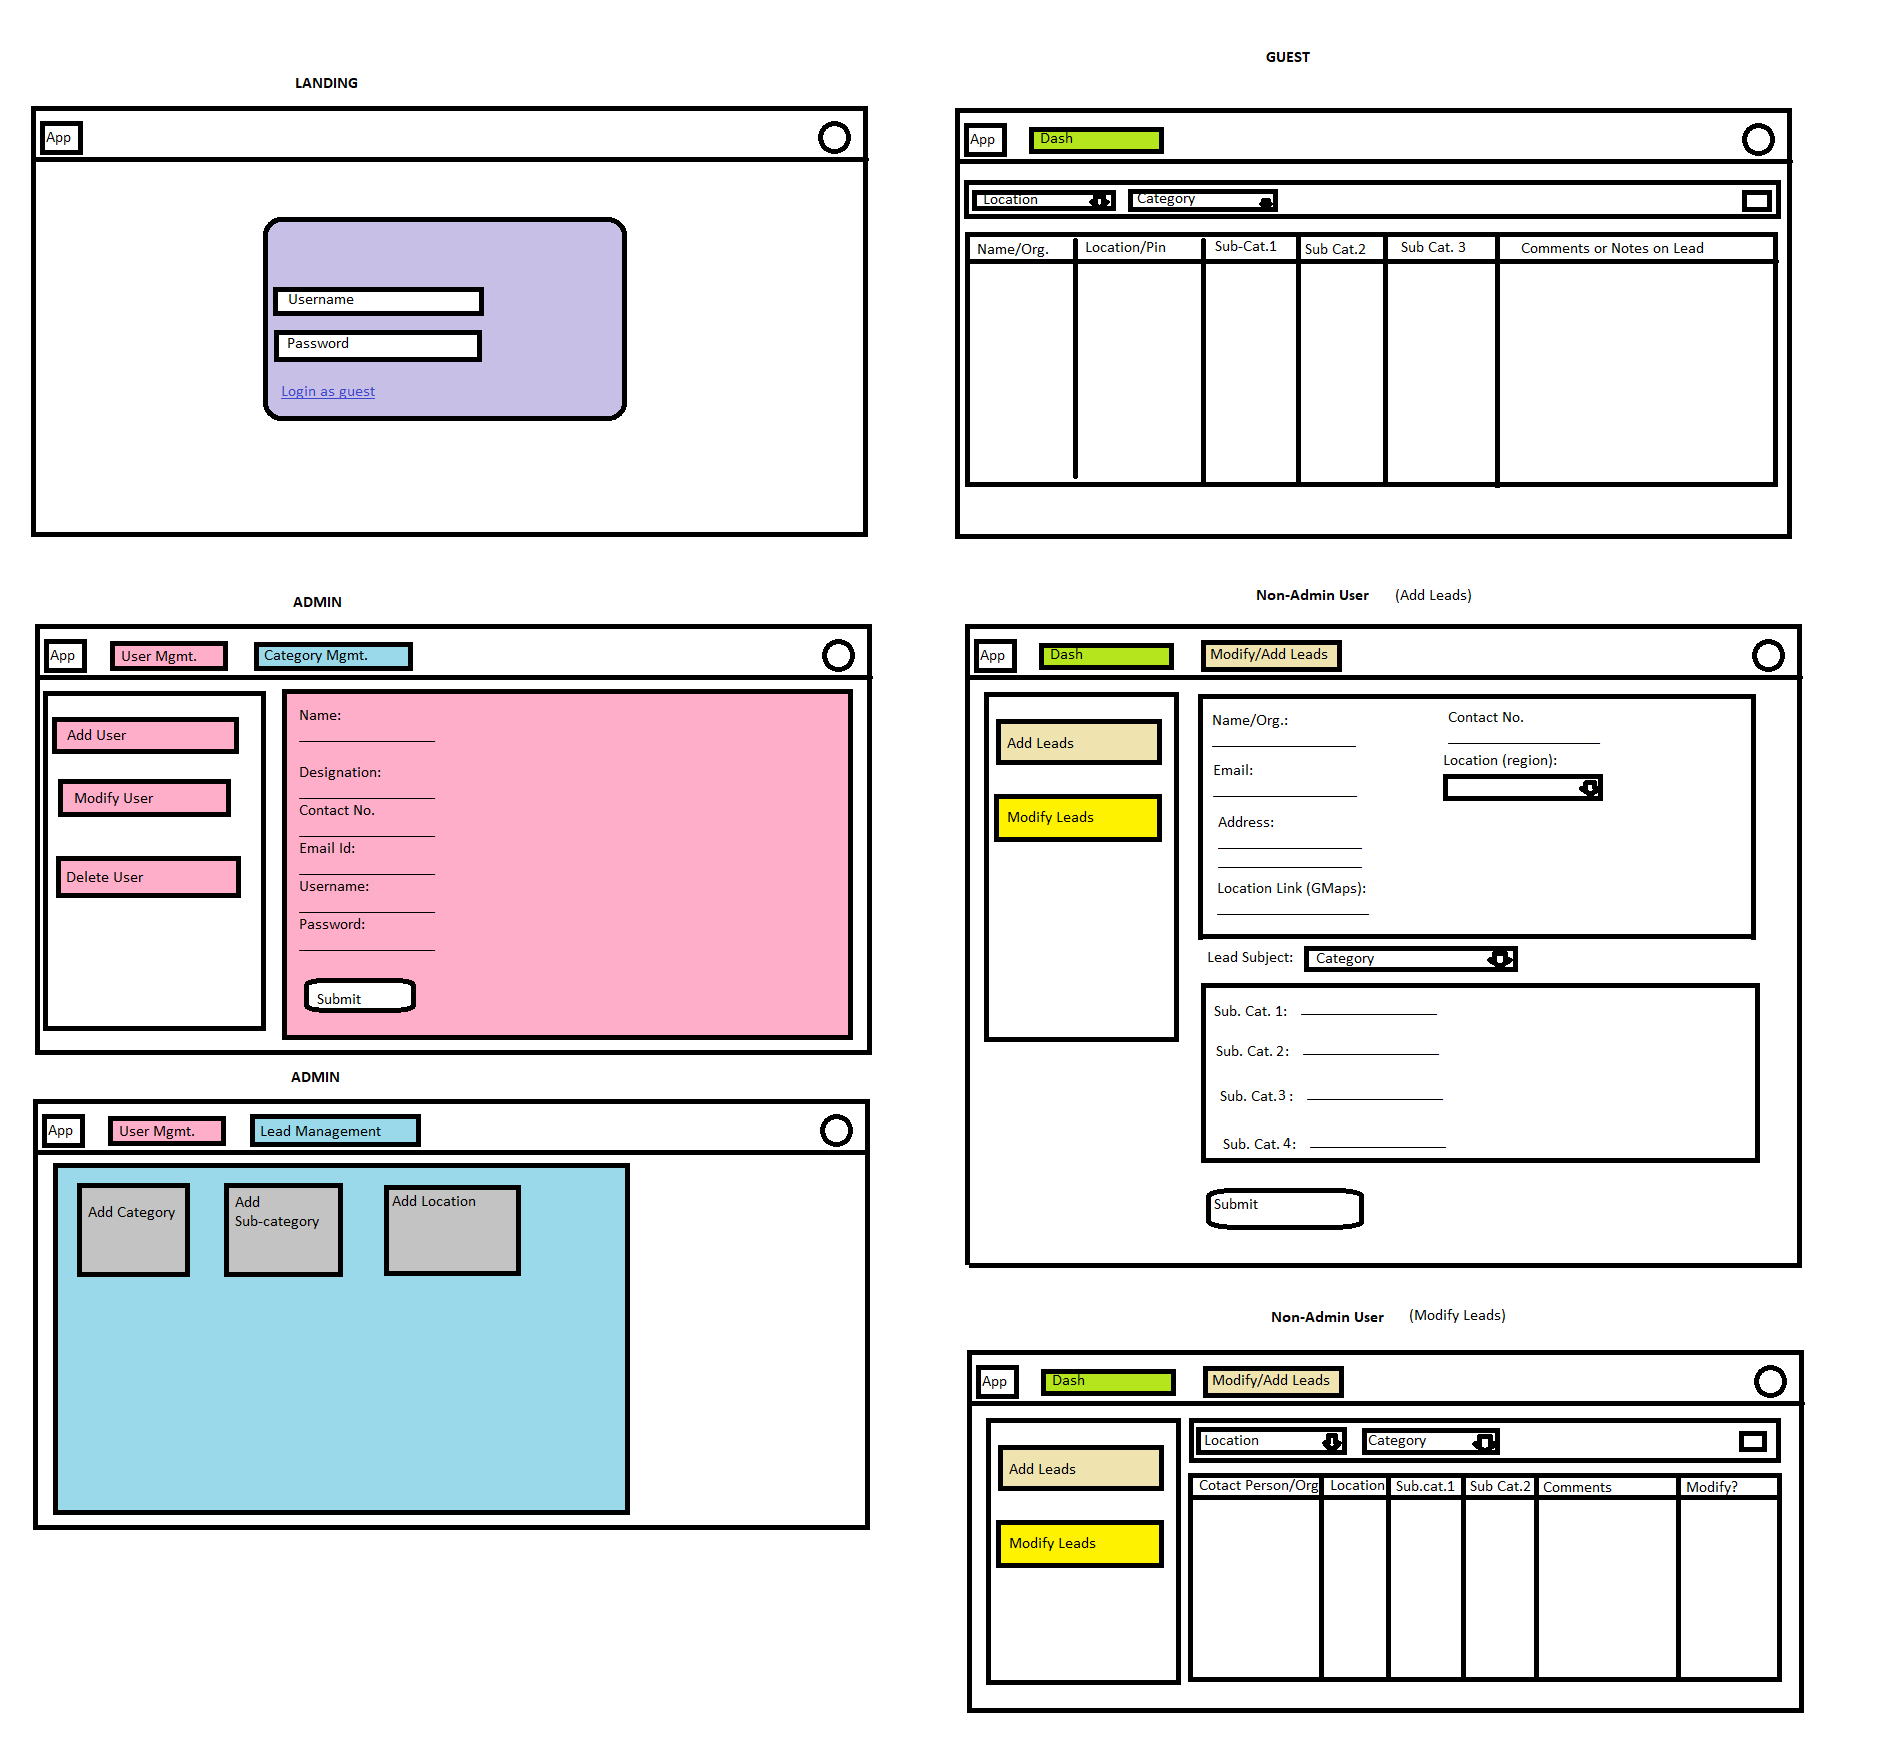 LANDING
App
Username
Password
Login as guest
GUEST
App
Dash
Location
Category
Name/Org.
Location/Pin
Sub-Cat.1
Sub Cat.2
Sub Cat. 3
Comments or Notes on Lead
ADMIN
App
User Mgmt.
Category Mgmt.
Add User
Modify User
Delete User
Name:
Designation:
Contact No.
Email Id:
Username:
Password:
Submit
Non-Admin User (Add Leads)
App
Dash
Modify/Add Leads
Add Leads
Modify Leads
Name/Org.:
Contact No.
Email:
Location (region):
Address:
Location Link (GMaps):
Lead Subject:
Category
Sub. Cat. 1:
Sub. Cat. 2:
Sub. Cat.3 :
Sub. Cat. 4:
Submit
ADMIN
App
User Mgmt.
Lead Management
Add Category
Add
Sub-category
Add Location
Non-Admin User (Modify Leads)
App
Dash
Modify/Add Leads
Add Leads
Modify Leads
Location
Category
Cotact Person/Org
Location
Sub.cat.1
Sub Cat.2
Comments
Modify?